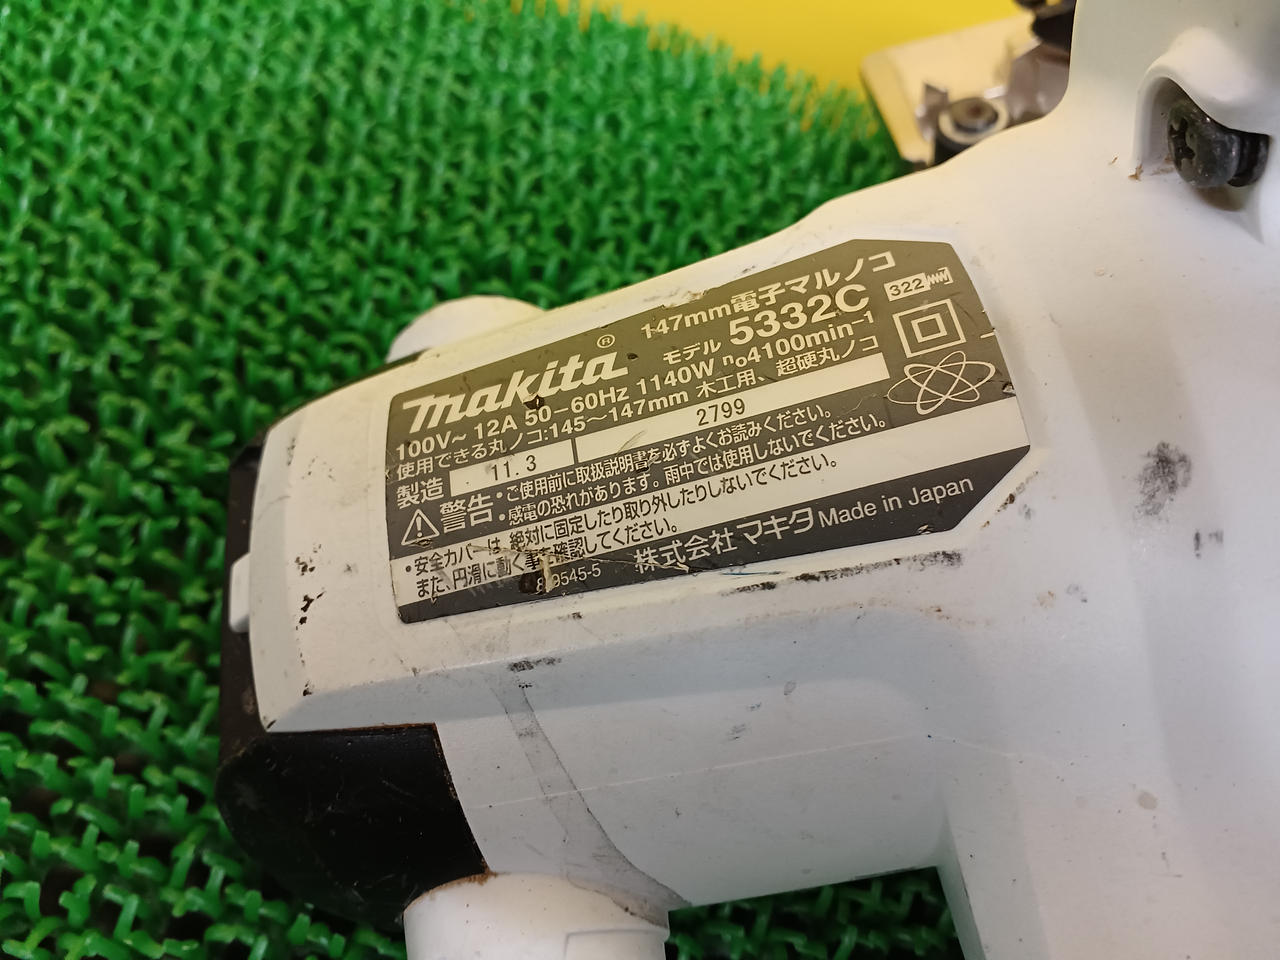 makita®
147mm電子マルノコ
モデル 5332C
322
100V~ 12A 50-60Hz 1140W n₀4100min⁻¹
使用できる丸ノコ:145~147mm 木工用、超硬丸ノコ
製造 11.3 2799
警告 •ご使用前に取扱説明書を必ずよくお読みください。
•感電の恐れがあります。雨中では使用しないでください。
•安全カバーは、絶対に固定したり取り外したりしないでください。
また、円滑に動く事を確認してください。
9545-5 株式会社マキタ Made in Japan